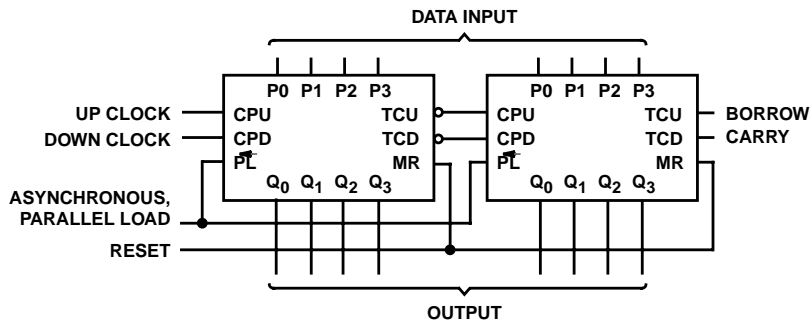 DATA INPUT
P0 P1 P2 P3
P0 P1 P2 P3
UP CLOCK
CPU
TCU
CPU
TCU
BORROW
DOWN CLOCK
CPD
TCD
CPD
TCD
CARRY
PL
MR
PL
MR
Q0 Q1 Q2 Q3
Q0 Q1 Q2 Q3
ASYNCHRONOUS,
PARALLEL LOAD
RESET
OUTPUT